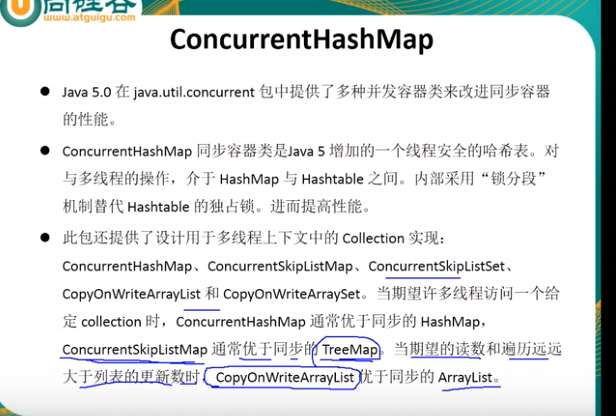 尚硅谷
www.atguigu.com
ConcurrentHashMap
● Java 5.0 在 java.util.concurrent 包中提供了多种并发容器类来改进同步容器
的性能。
● ConcurrentHashMap 同步容器类是Java 5 增加的一个线程安全的哈希表。对
与多线程的操作，介于 HashMap 与 Hashtable 之间。内部采用“锁分段”
机制替代 Hashtable 的独占锁。进而提高性能。
● 此包还提供了设计用于多线程上下文中的 Collection 实现：
ConcurrentHashMap、ConcurrentSkipListMap、ConcurrentSkipListSet、
CopyOnWriteArrayList 和 CopyOnWriteArraySet。当期望许多线程访问一个给
定 collection 时，ConcurrentHashMap 通常优于同步的 HashMap，
ConcurrentSkipListMap 通常优于同步的 TreeMap。当期望的读数和遍历远远
大于列表的更新数时，CopyOnWriteArrayList 优于同步的 ArrayList。